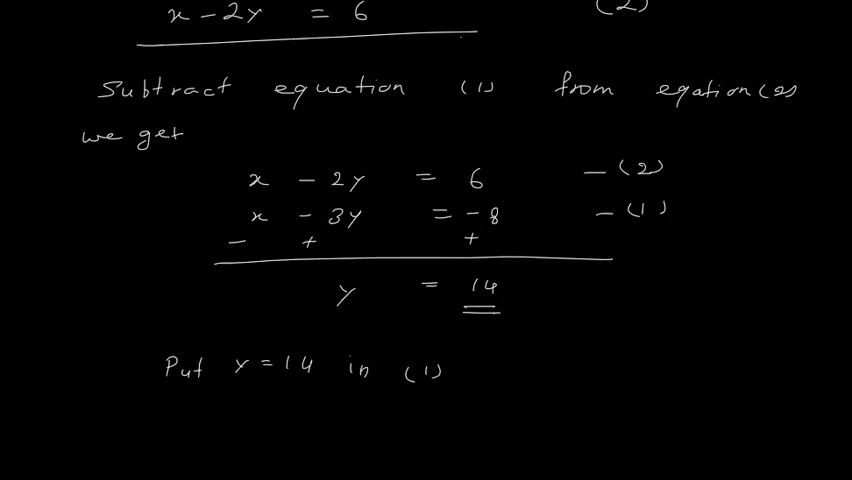 x - 2y = 6 (2)
Subtract equation (1) from eqation (2)
we get
x - 2y = 6 - (2)
x - 3y = - 8 - (1)
- + +
y = 14
Put y = 14 in (1)